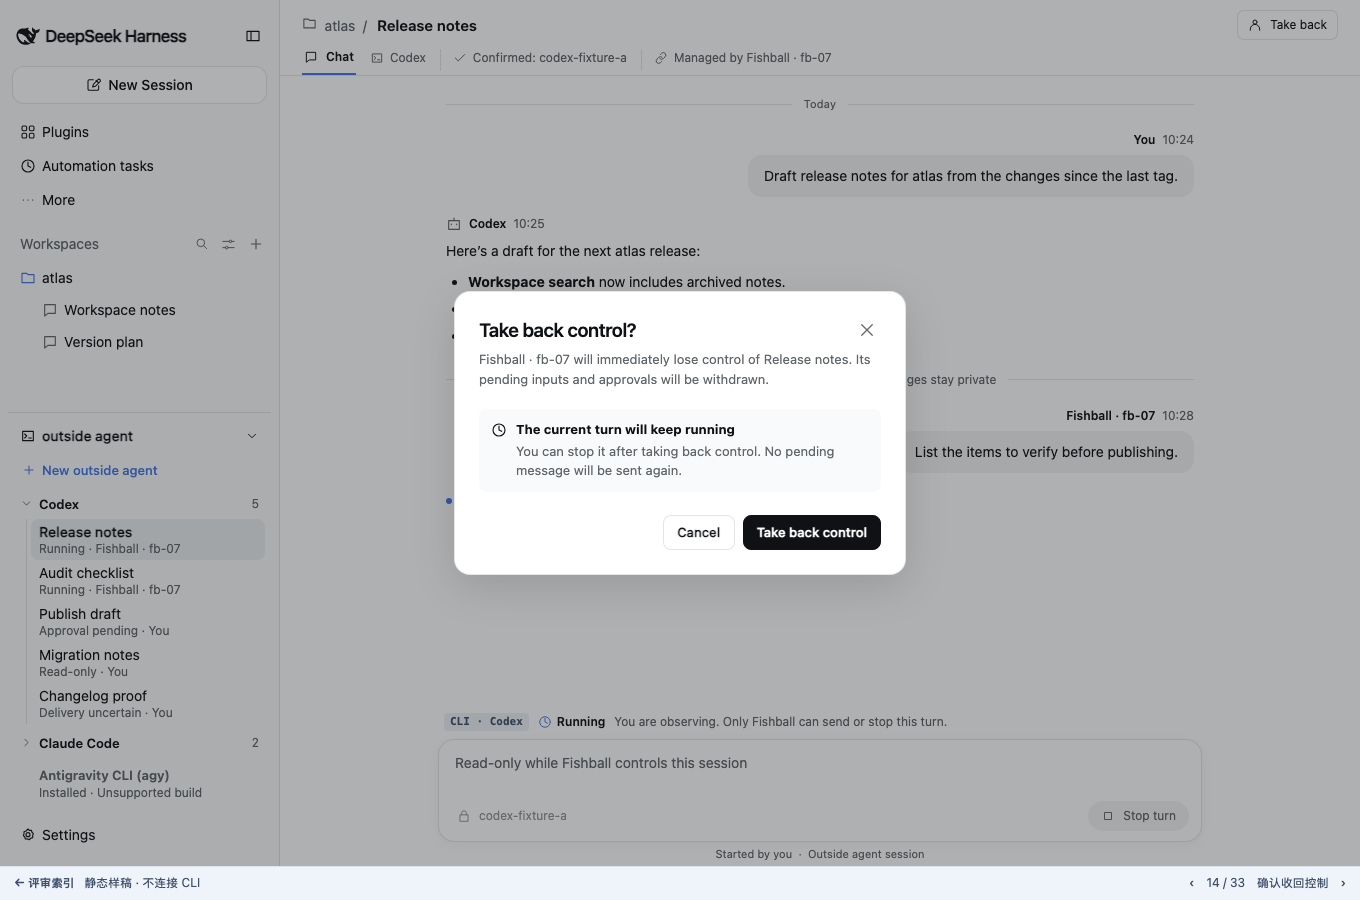 DeepSeek Harness
New Session
Plugins
Automation tasks
More
Workspaces
atlas
Workspace notes
Version plan
outside agent
New outside agent
Codex 5
Release notes
Running · Fishball · fb-07
Audit checklist
Running · Fishball · fb-07
Publish draft
Approval pending · You
Migration notes
Read-only · You
Changelog proof
Delivery uncertain · You
Claude Code 2
Antigravity CLI (agy)
Installed · Unsupported build
Settings
atlas / Release notes
Take back
Chat
Codex
Confirmed: codex-fixture-a
Managed by Fishball · fb-07
Today
You 10:24
Draft release notes for atlas from the changes since the last tag.
Codex 10:25
Here’s a draft for the next atlas release:
• Workspace search now includes archived notes.
ges stay private
Fishball · fb-07 10:28
List the items to verify before publishing.
Take back control?
Fishball · fb-07 will immediately lose control of Release notes. Its
pending inputs and approvals will be withdrawn.
The current turn will keep running
You can stop it after taking back control. No pending
message will be sent again.
Cancel
Take back control
CLI · Codex
Running
You are observing. Only Fishball can send or stop this turn.
Read-only while Fishball controls this session
codex-fixture-a
Stop turn
Started by you · Outside agent session
← 评审索引 静态样稿 · 不连接 CLI
‹ 14 / 33 确认收回控制 ›